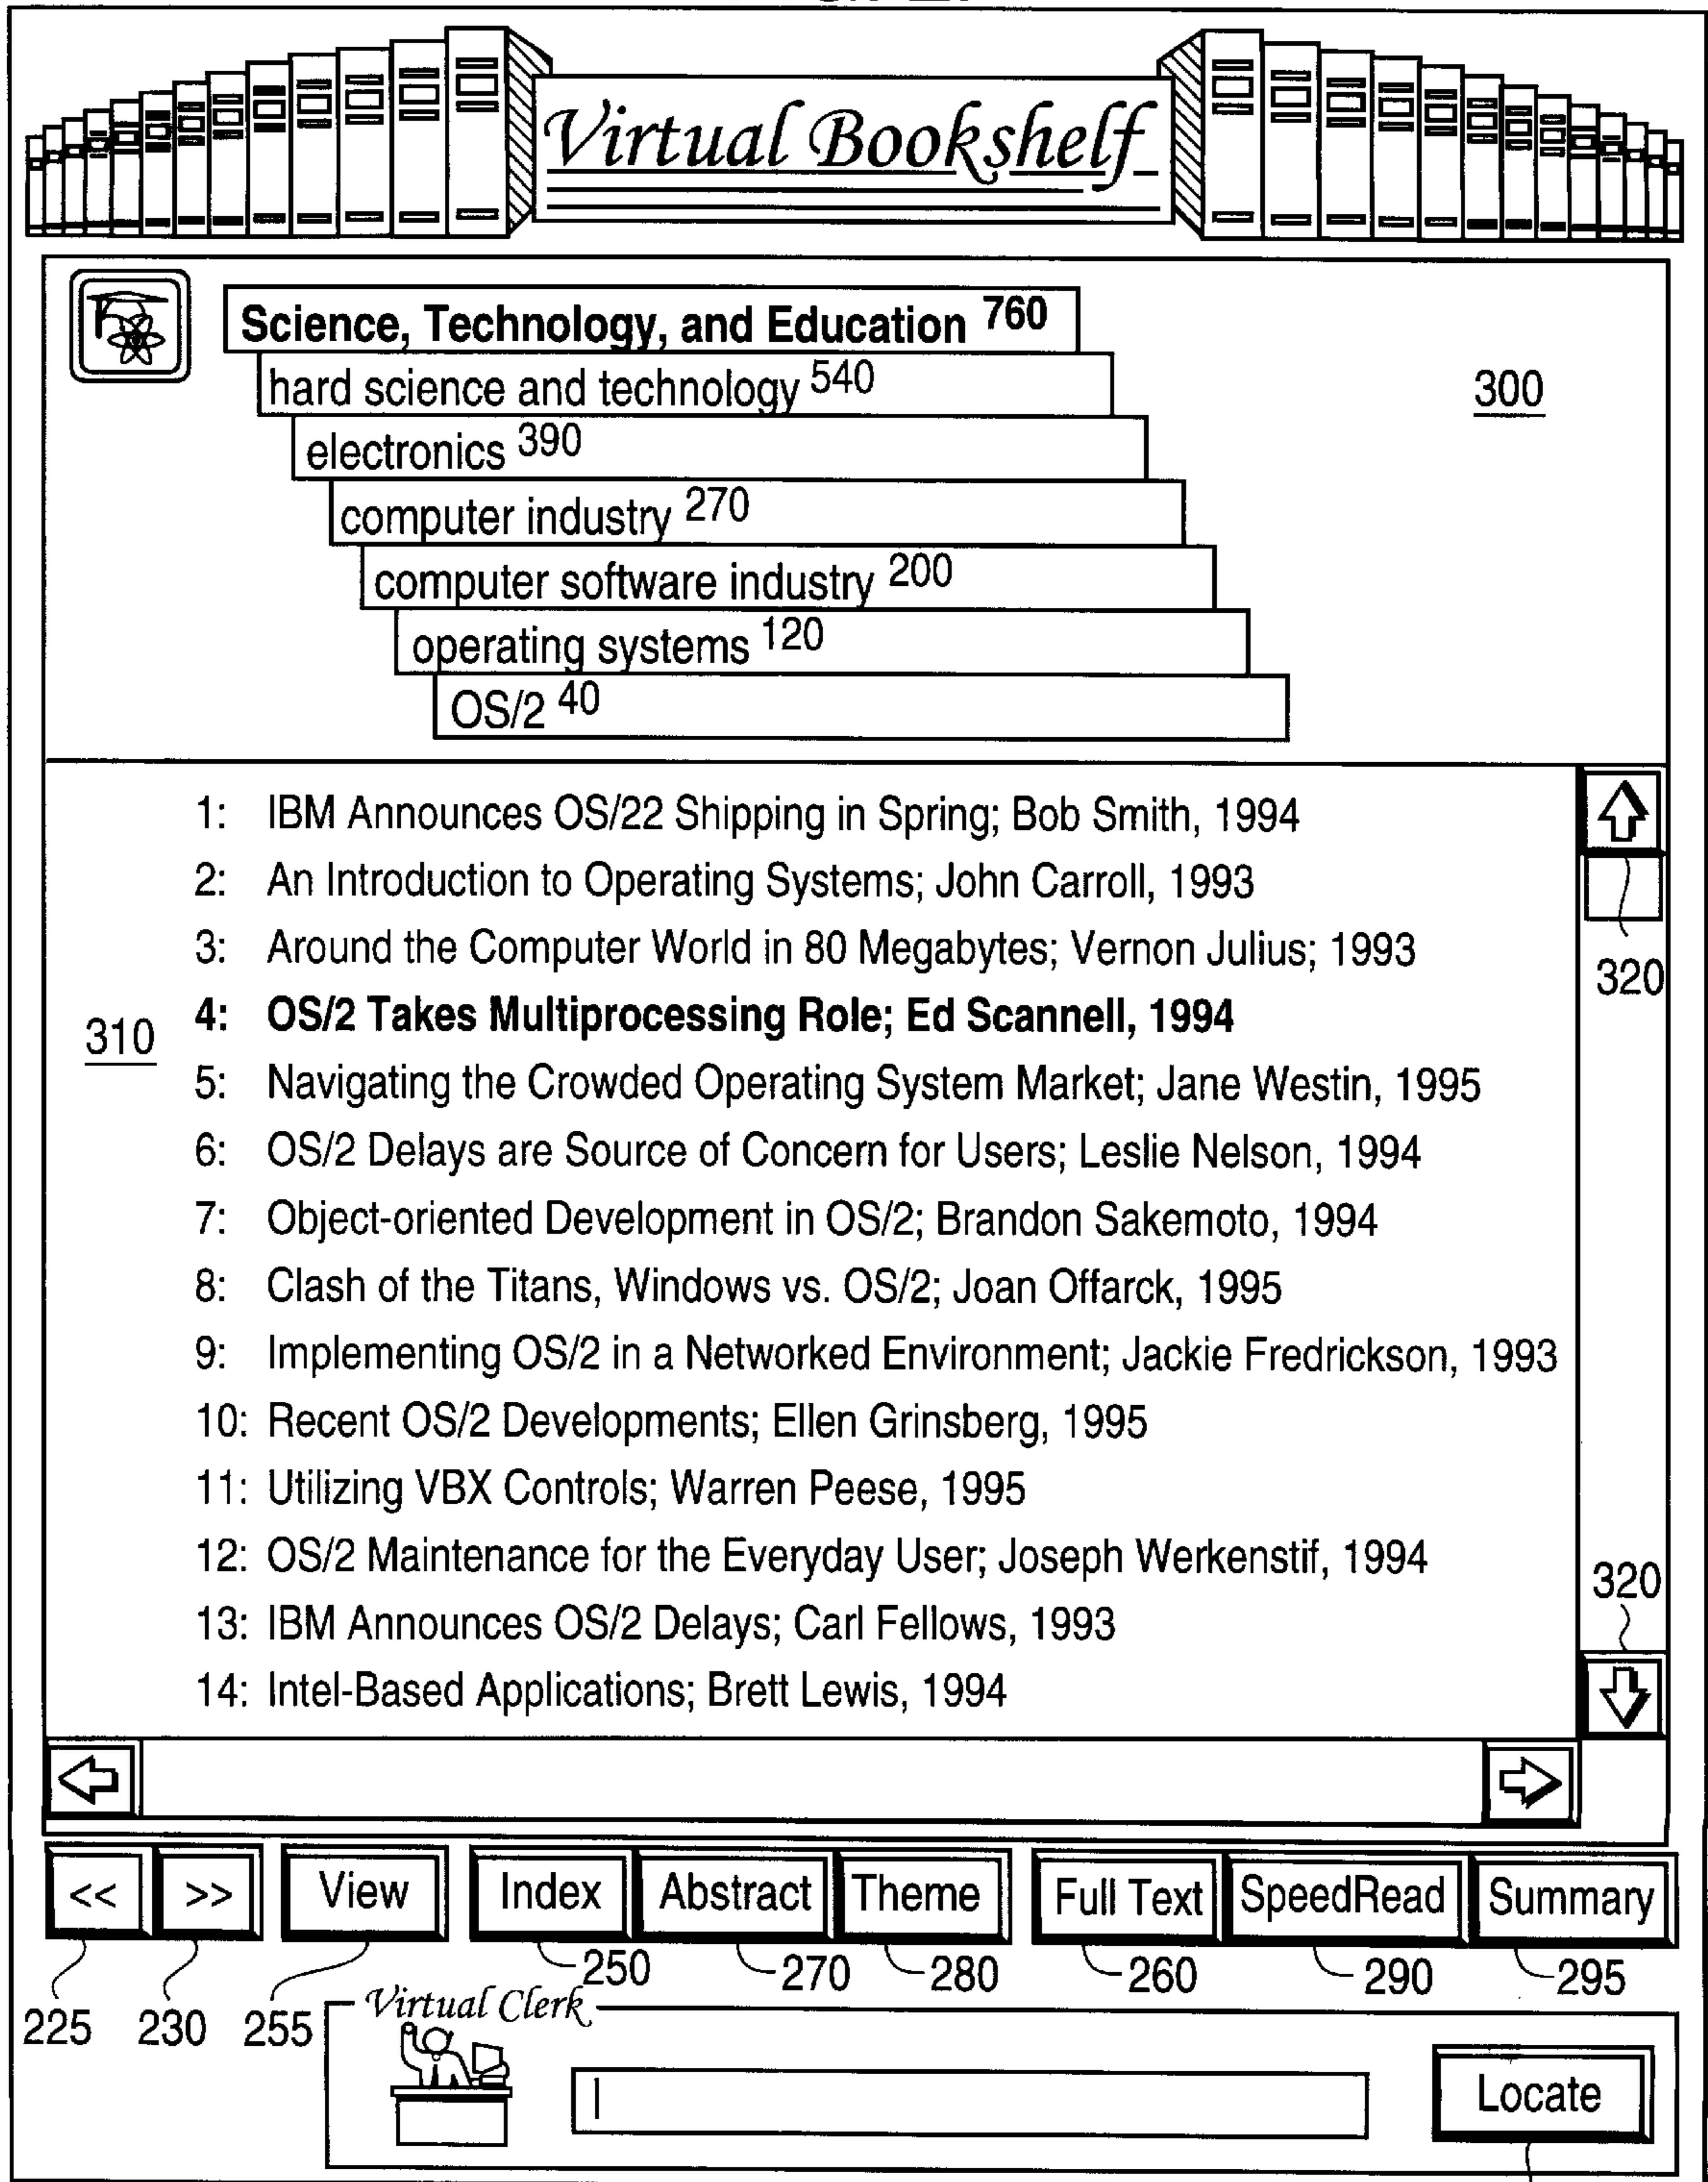 Virtual Bookshelf
Science, Technology, and Education 760
hard science and technology 540
300
electronics 390
computer industry 270
computer software industry 200
operating systems 120
OS/2 40
1: IBM Announces OS/22 Shipping in Spring; Bob Smith, 1994
2: An Introduction to Operating Systems; John Carroll, 1993
3: Around the Computer World in 80 Megabytes; Vernon Julius; 1993
320
310
4: OS/2 Takes Multiprocessing Role; Ed Scannell, 1994
5: Navigating the Crowded Operating System Market; Jane Westin, 1995
6: OS/2 Delays are Source of Concern for Users; Leslie Nelson, 1994
7: Object-oriented Development in OS/2; Brandon Sakemoto, 1994
8: Clash of the Titans, Windows vs. OS/2; Joan Offarck, 1995
9: Implementing OS/2 in a Networked Environment; Jackie Fredrickson, 1993
10: Recent OS/2 Developments; Ellen Grinsberg, 1995
11: Utilizing VBX Controls; Warren Peese, 1995
12: OS/2 Maintenance for the Everyday User; Joseph Werkenstif, 1994
320
13: IBM Announces OS/2 Delays; Carl Fellows, 1993
14: Intel-Based Applications; Brett Lewis, 1994
<< >> View Index Abstract Theme Full Text SpeedRead Summary
250 270 280 260 290 295
225 230 255
Virtual Clerk
Locate